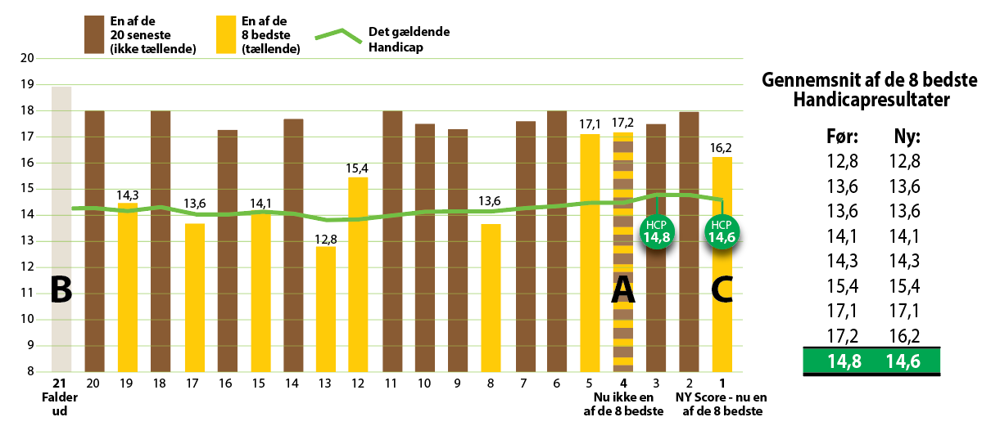 En af de
20 seneste
(ikke tællende)
En af de
8 bedste
(tællende)
Det gældende
Handicap
20
19
18
17
16
15
14
13
12
11
10
9
8
14,3
13,6
14,1
12,8
15,4
13,6
17,1
17,2
16,2
HCP
14,8
HCP
14,6
B
A
C
21 20 19 18 17 16 15 14 13 12 11 10 9 8 7 6 5 4 3 2 1
Falder
ud
Nu ikke en
af de 8 bedste
NY Score - nu en
af de 8 bedste
Gennemsnit af de 8 bedste
Handicapresultater
Før: Ny:
12,8 12,8
13,6 13,6
13,6 13,6
14,1 14,1
14,3 14,3
15,4 15,4
17,1 17,1
17,2 16,2
14,8 14,6